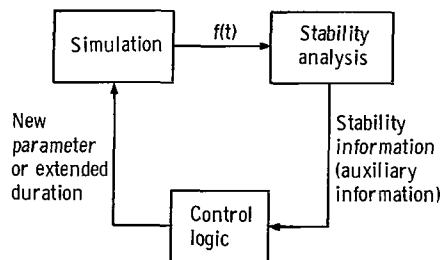 Simulation
f(t)
Stability
analysis
New
parameter
or extended
duration
Stability
information
(auxiliary
information)
Control
logic